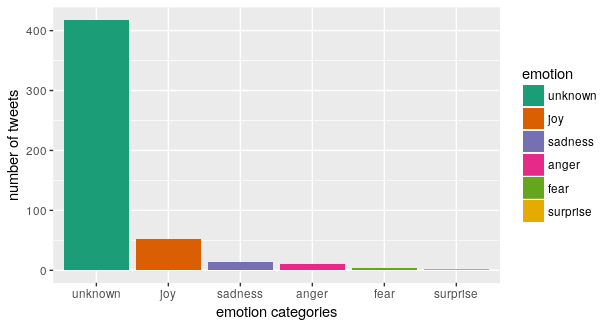 number of tweets
400
300
200
100
0
unknown joy sadness anger fear surprise
emotion categories
emotion
unknown
joy
sadness
anger
fear
surprise